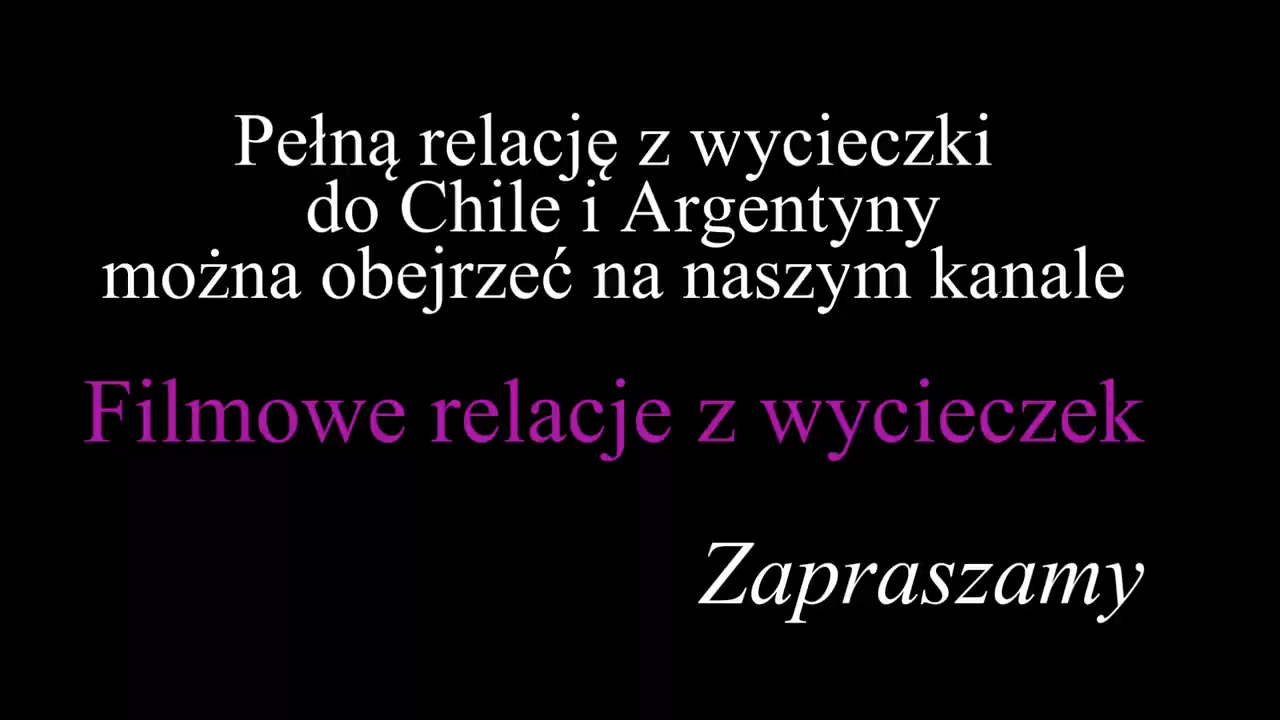 Pełną relację z wycieczki
do Chile i Argentyny
można obejrzeć na naszym kanale
Filmowe relacje z wycieczek
Zapraszamy